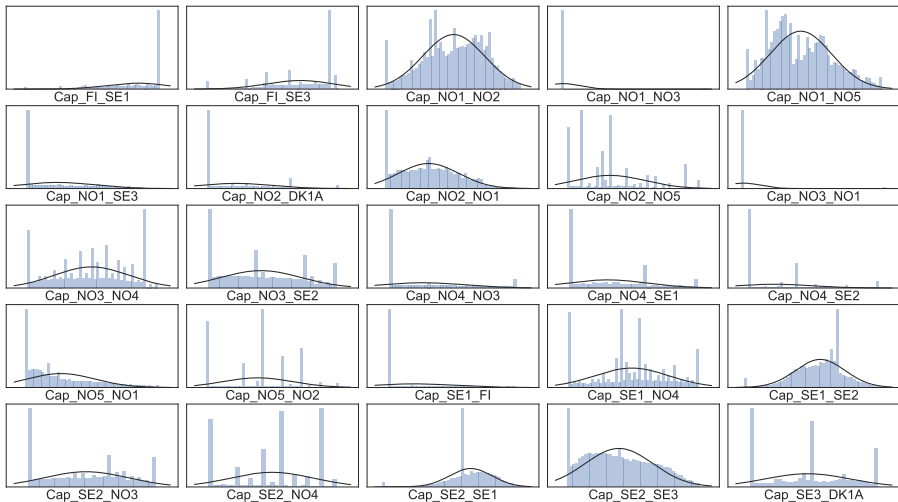 Cap_FI_SE1
Cap_FI_SE3
Cap_NO1_NO2
Cap_NO1_NO3
Cap_NO1_NO5
Cap_NO1_SE3
Cap_NO2_DK1A
Cap_NO2_NO1
Cap_NO2_NO5
Cap_NO3_NO1
Cap_NO3_NO4
Cap_NO3_SE2
Cap_NO4_NO3
Cap_NO4_SE1
Cap_NO4_SE2
Cap_NO5_NO1
Cap_NO5_NO2
Cap_SE1_FI
Cap_SE1_NO4
Cap_SE1_SE2
Cap_SE2_NO3
Cap_SE2_NO4
Cap_SE2_SE1
Cap_SE2_SE3
Cap_SE3_DK1A